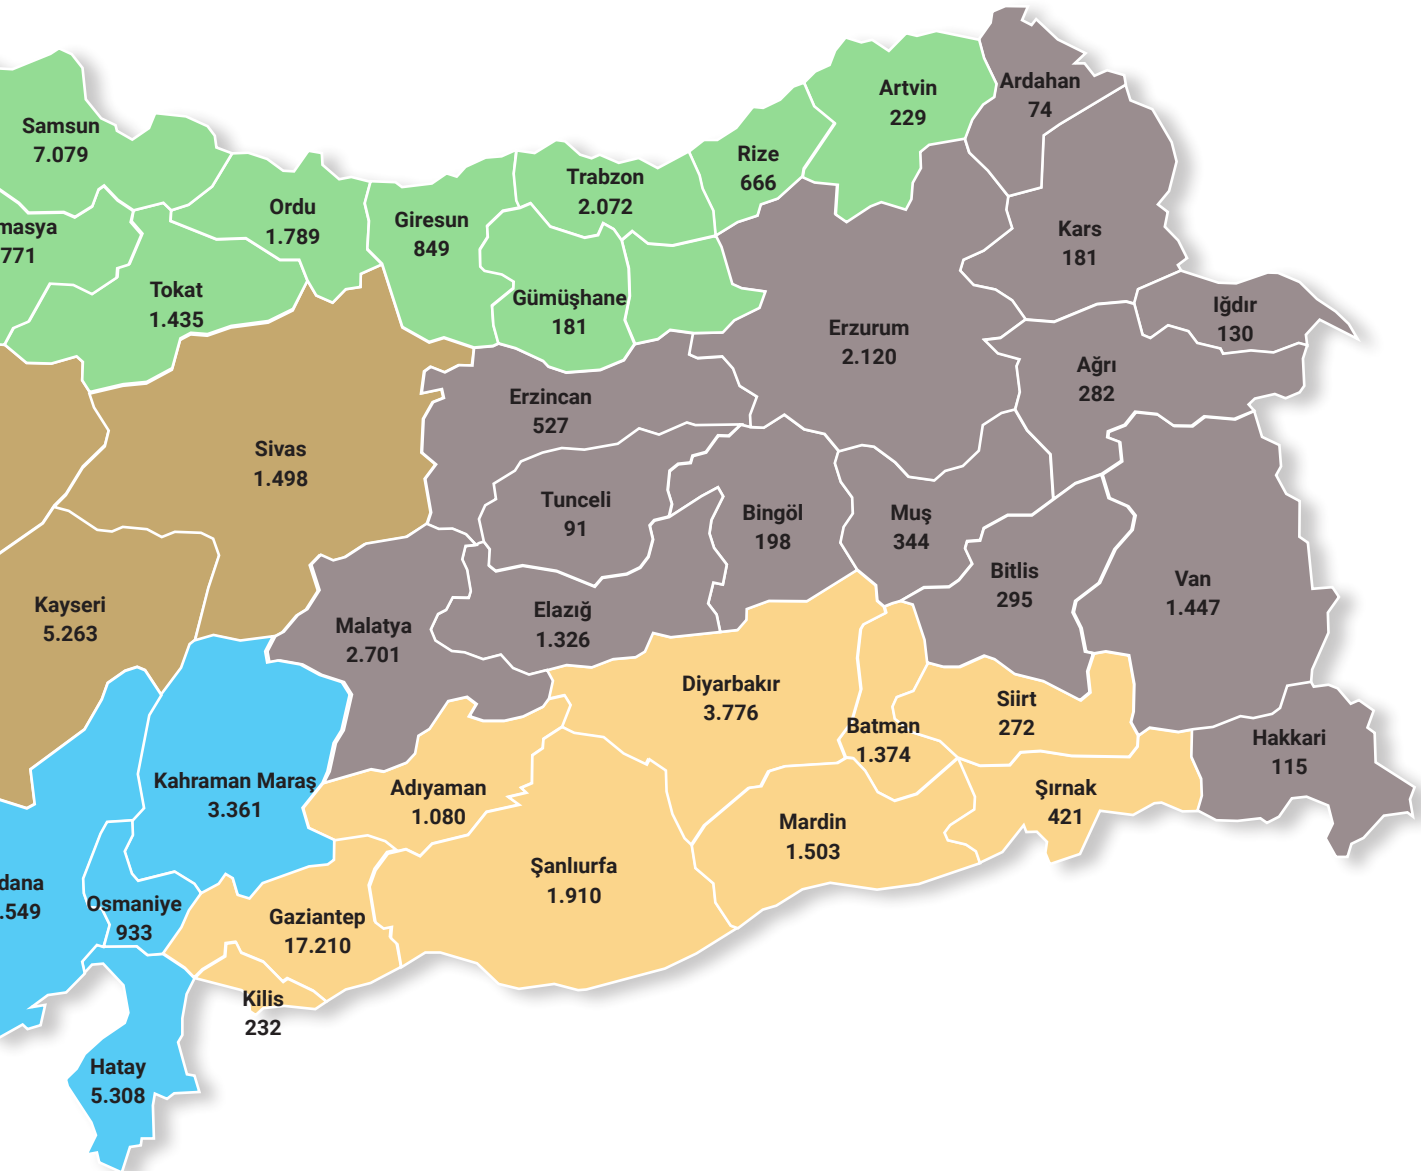 Samsun
7.079
masya
771
Tokat
1.435
Ordu
1.789
Giresun
849
Trabzon
2.072
Gümüşhane
181
Rize
666
Artvin
229
Ardahan
74
Kars
181
Iğdır
130
Ağrı
282
Erzurum
2.120
Erzincan
527
Sivas
1.498
Tunceli
91
Bingöl
198
Muş
344
Bitlis
295
Van
1.447
Kayseri
5.263
Malatya
2.701
Elazığ
1.326
Diyarbakır
3.776
Batman
1.374
Siirt
272
Hakkari
115
Şırnak
421
Mardin
1.503
Kahraman Maraş
3.361
Adıyaman
1.080
Şanlıurfa
1.910
dana
.549
Osmaniye
933
Gaziantep
17.210
Kilis
232
Hatay
5.308